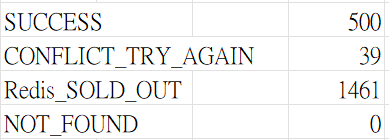 SUCCESS 500
CONFLICT_TRY_AGAIN 39
Redis_SOLD_OUT 1461
NOT_FOUND 0